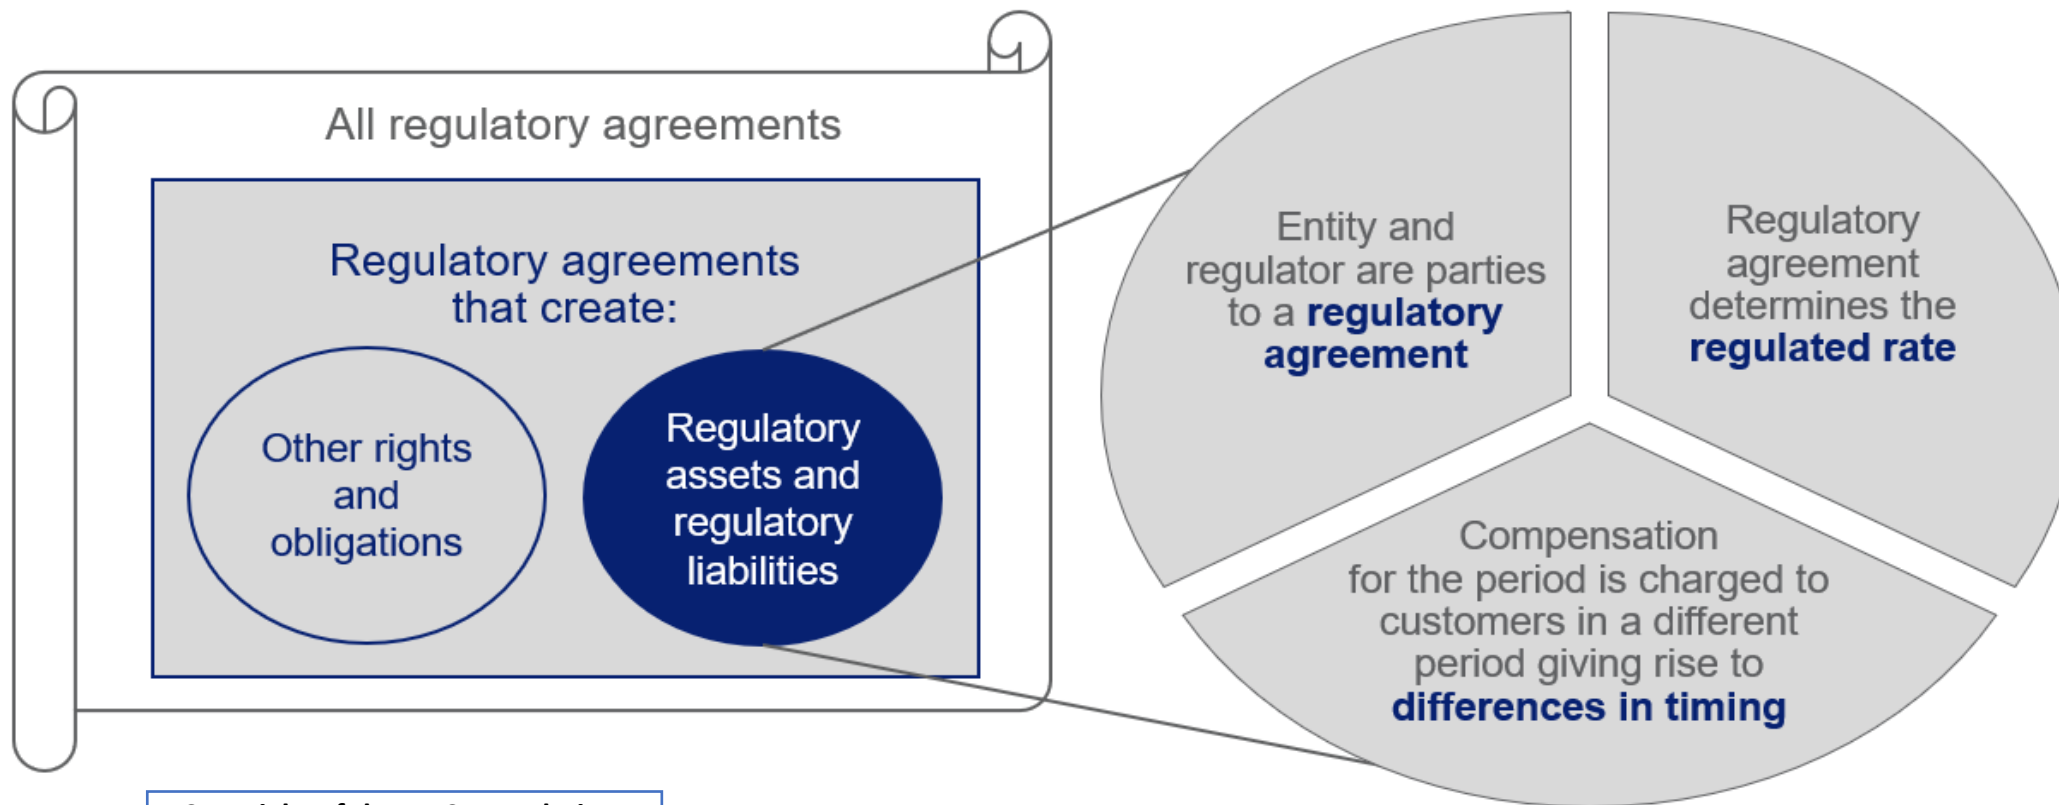 All regulatory agreements
Regulatory agreements
that create:
Other rights
and
obligations
Regulatory
assets and
regulatory
liabilities
Entity and
regulator are parties
to a regulatory
agreement
Regulatory
agreement
determines the
regulated rate
Compensation
for the period is charged to
customers in a different
period giving rise to
differences in timing